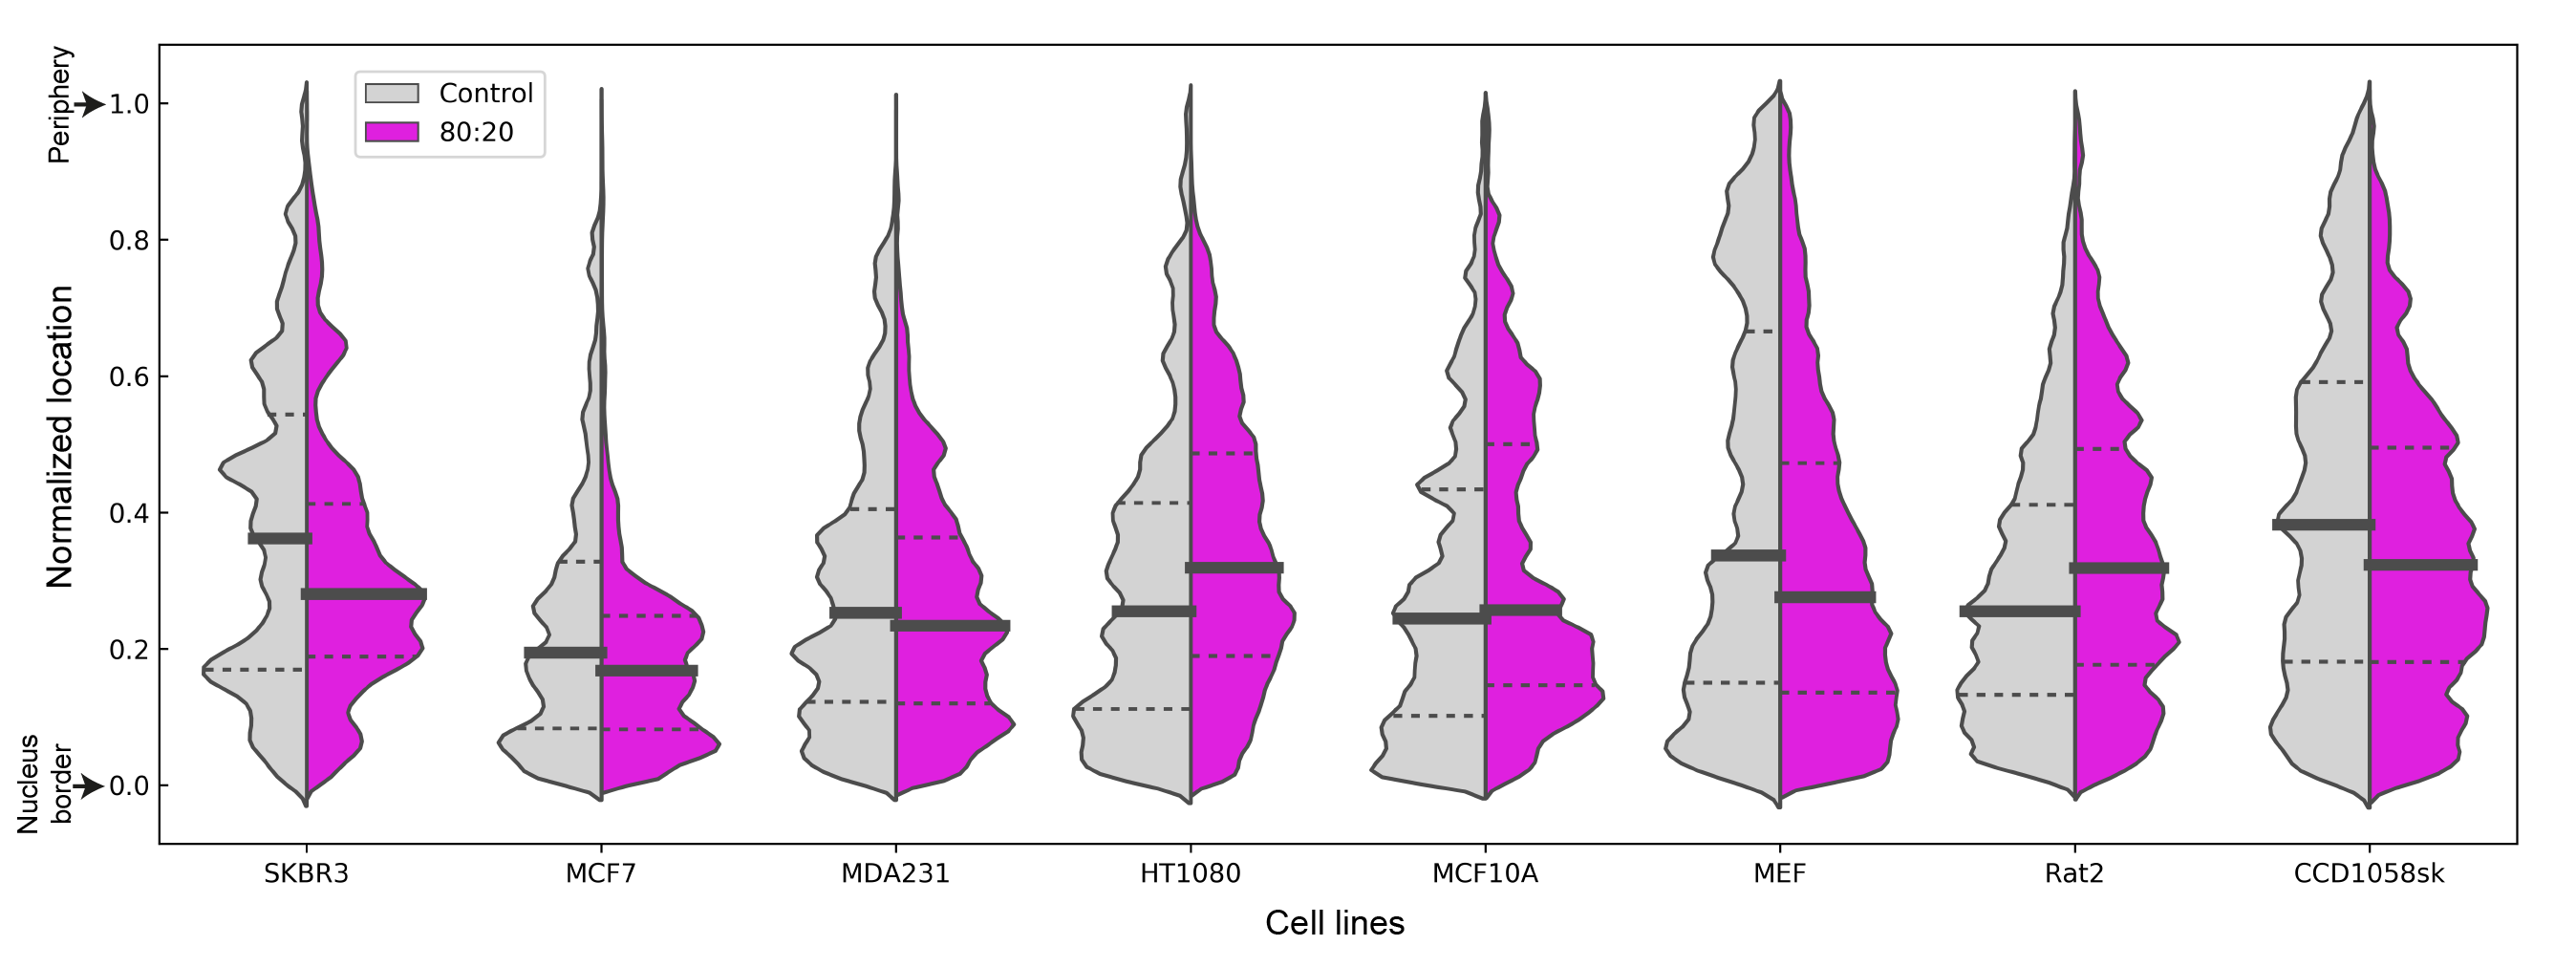 Periphery
Nucleus
border
Normalized location
1.0
0.8
0.6
0.4
0.2
0.0
Control
80:20
SKBR3
MCF7
MDA231
HT1080
MCF10A
MEF
Rat2
CCD1058sk
Cell lines